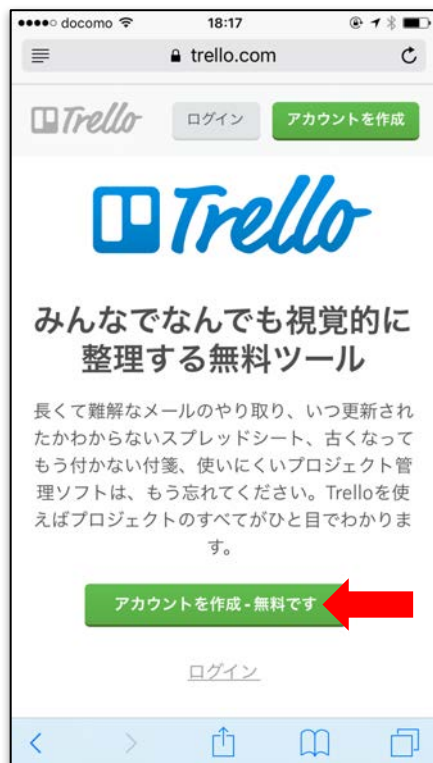 docomo 18:17
trello.com
Trello ログイン アカウントを作成
Trello
みんなでなんでも視覚的に
整理する無料ツール
長くて難解なメールのやり取り、いつ更新され
たかわからないスプレッドシート、古くなって
もう付かない付箋、使いにくいプロジェクト管
理ソフトは、もう忘れてください。Trelloを使
えばプロジェクトのすべてがひと目でわかりま
す。
アカウントを作成 - 無料です
ログイン